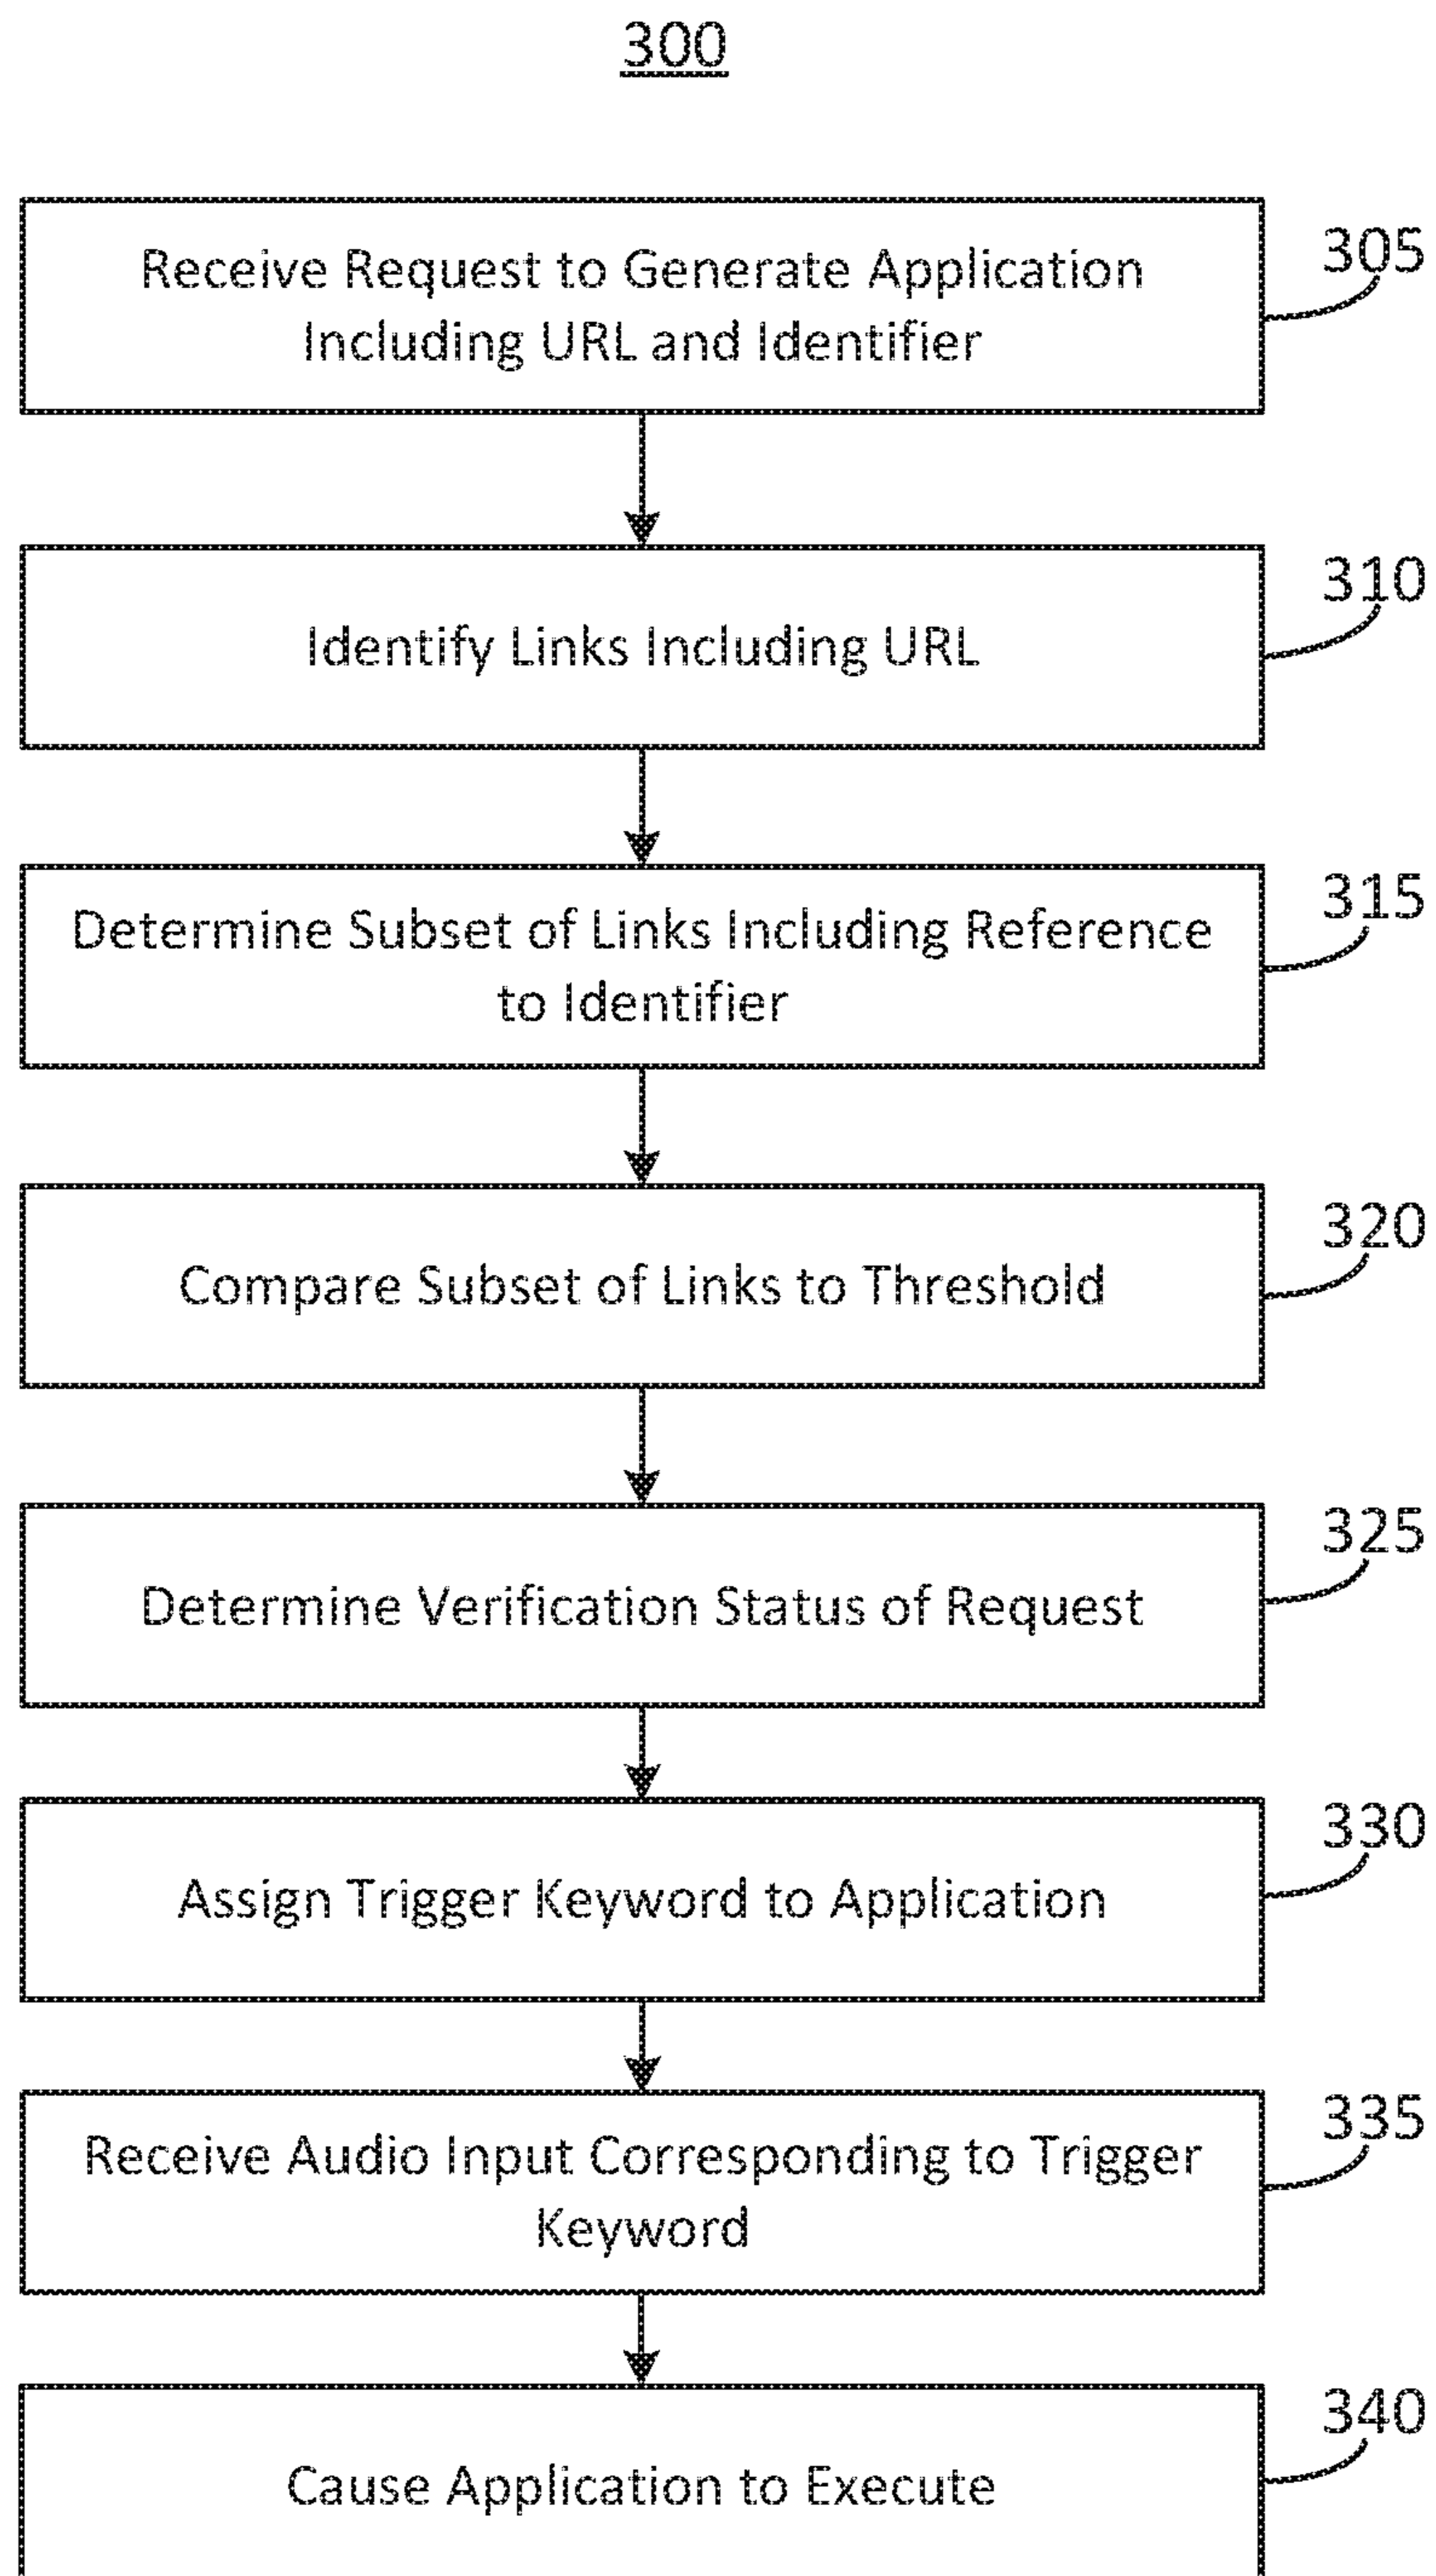 300
Receive Request to Generate Application
Including URL and Identifier
305
Identify Links Including URL
310
Determine Subset of Links Including Reference
to Identifier
315
Compare Subset of Links to Threshold
320
Determine Verification Status of Request
325
Assign Trigger Keyword to Application
330
Receive Audio Input Corresponding to Trigger
Keyword
335
Cause Application to Execute
340